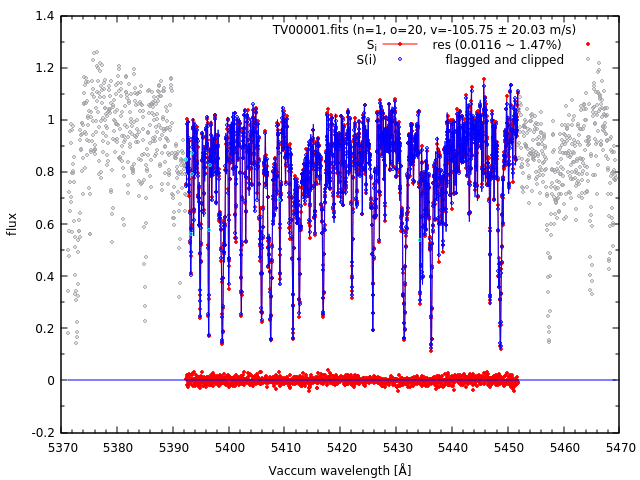 TV00001.fits (n=1, o=20, v=-105.75 ± 20.03 m/s)
Si res (0.0116 ~ 1.47%)
S(i) flagged and clipped
1.4
1.2
1
0.8
0.6
0.4
0.2
0
-0.2
flux
5370 5380 5390 5400 5410 5420 5430 5440 5450 5460 5470
Vaccum wavelength [Å]